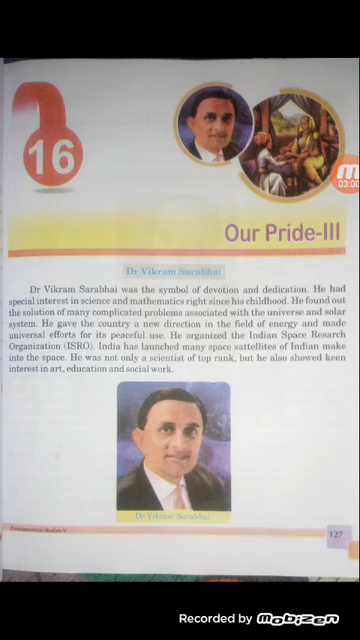 16
03:00
Our Pride-III
Dr Vikram Sarabhai
Dr Vikram Sarabhai was the symbol of devotion and dedication. He had
special interest in science and mathematics right since his childhood. He found out
the solution of many complicated problems associated with the universe and solar
system. He gave the country a new direction in the field of energy and made
universal efforts for its peaceful use. He organized the Indian Space Resarch
Organization (ISRO). India has launched many space sattellites of Indian make
into the space. He was not only a scientist of top rank, but he also showed keen
interest in art, education and social work.
Dr Vikram Sarabhai
Environmental Studies-V
127
Recorded by Mobizen